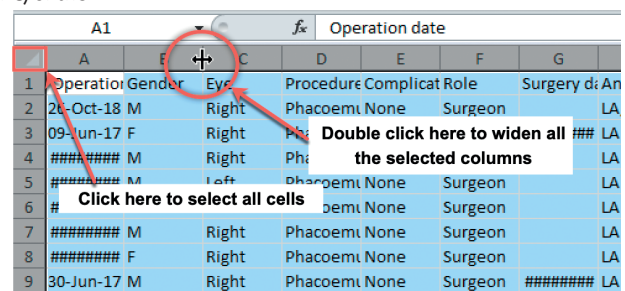 A1 fx Operation date
A B C D E F G
1 Operation Gender Eye Procedure Complicat Role Surgery da An
2 26-Oct-18 M Right Phacoemu None Surgeon LA
3 09-Jun-17 F Right Surgeon ### LA
Double click here to widen all
the selected columns
4 ######## M Right LA
5 ######## M Left Phacoemu None Surgeon LA
6 # None Surgeon LA
Click here to select all cells
7 ######## M Right Phacoemu None Surgeon LA
8 ######## F Right Phacoemu None Surgeon LA
9 30-Jun-17 M Right Phacoemu None Surgeon ######## LA